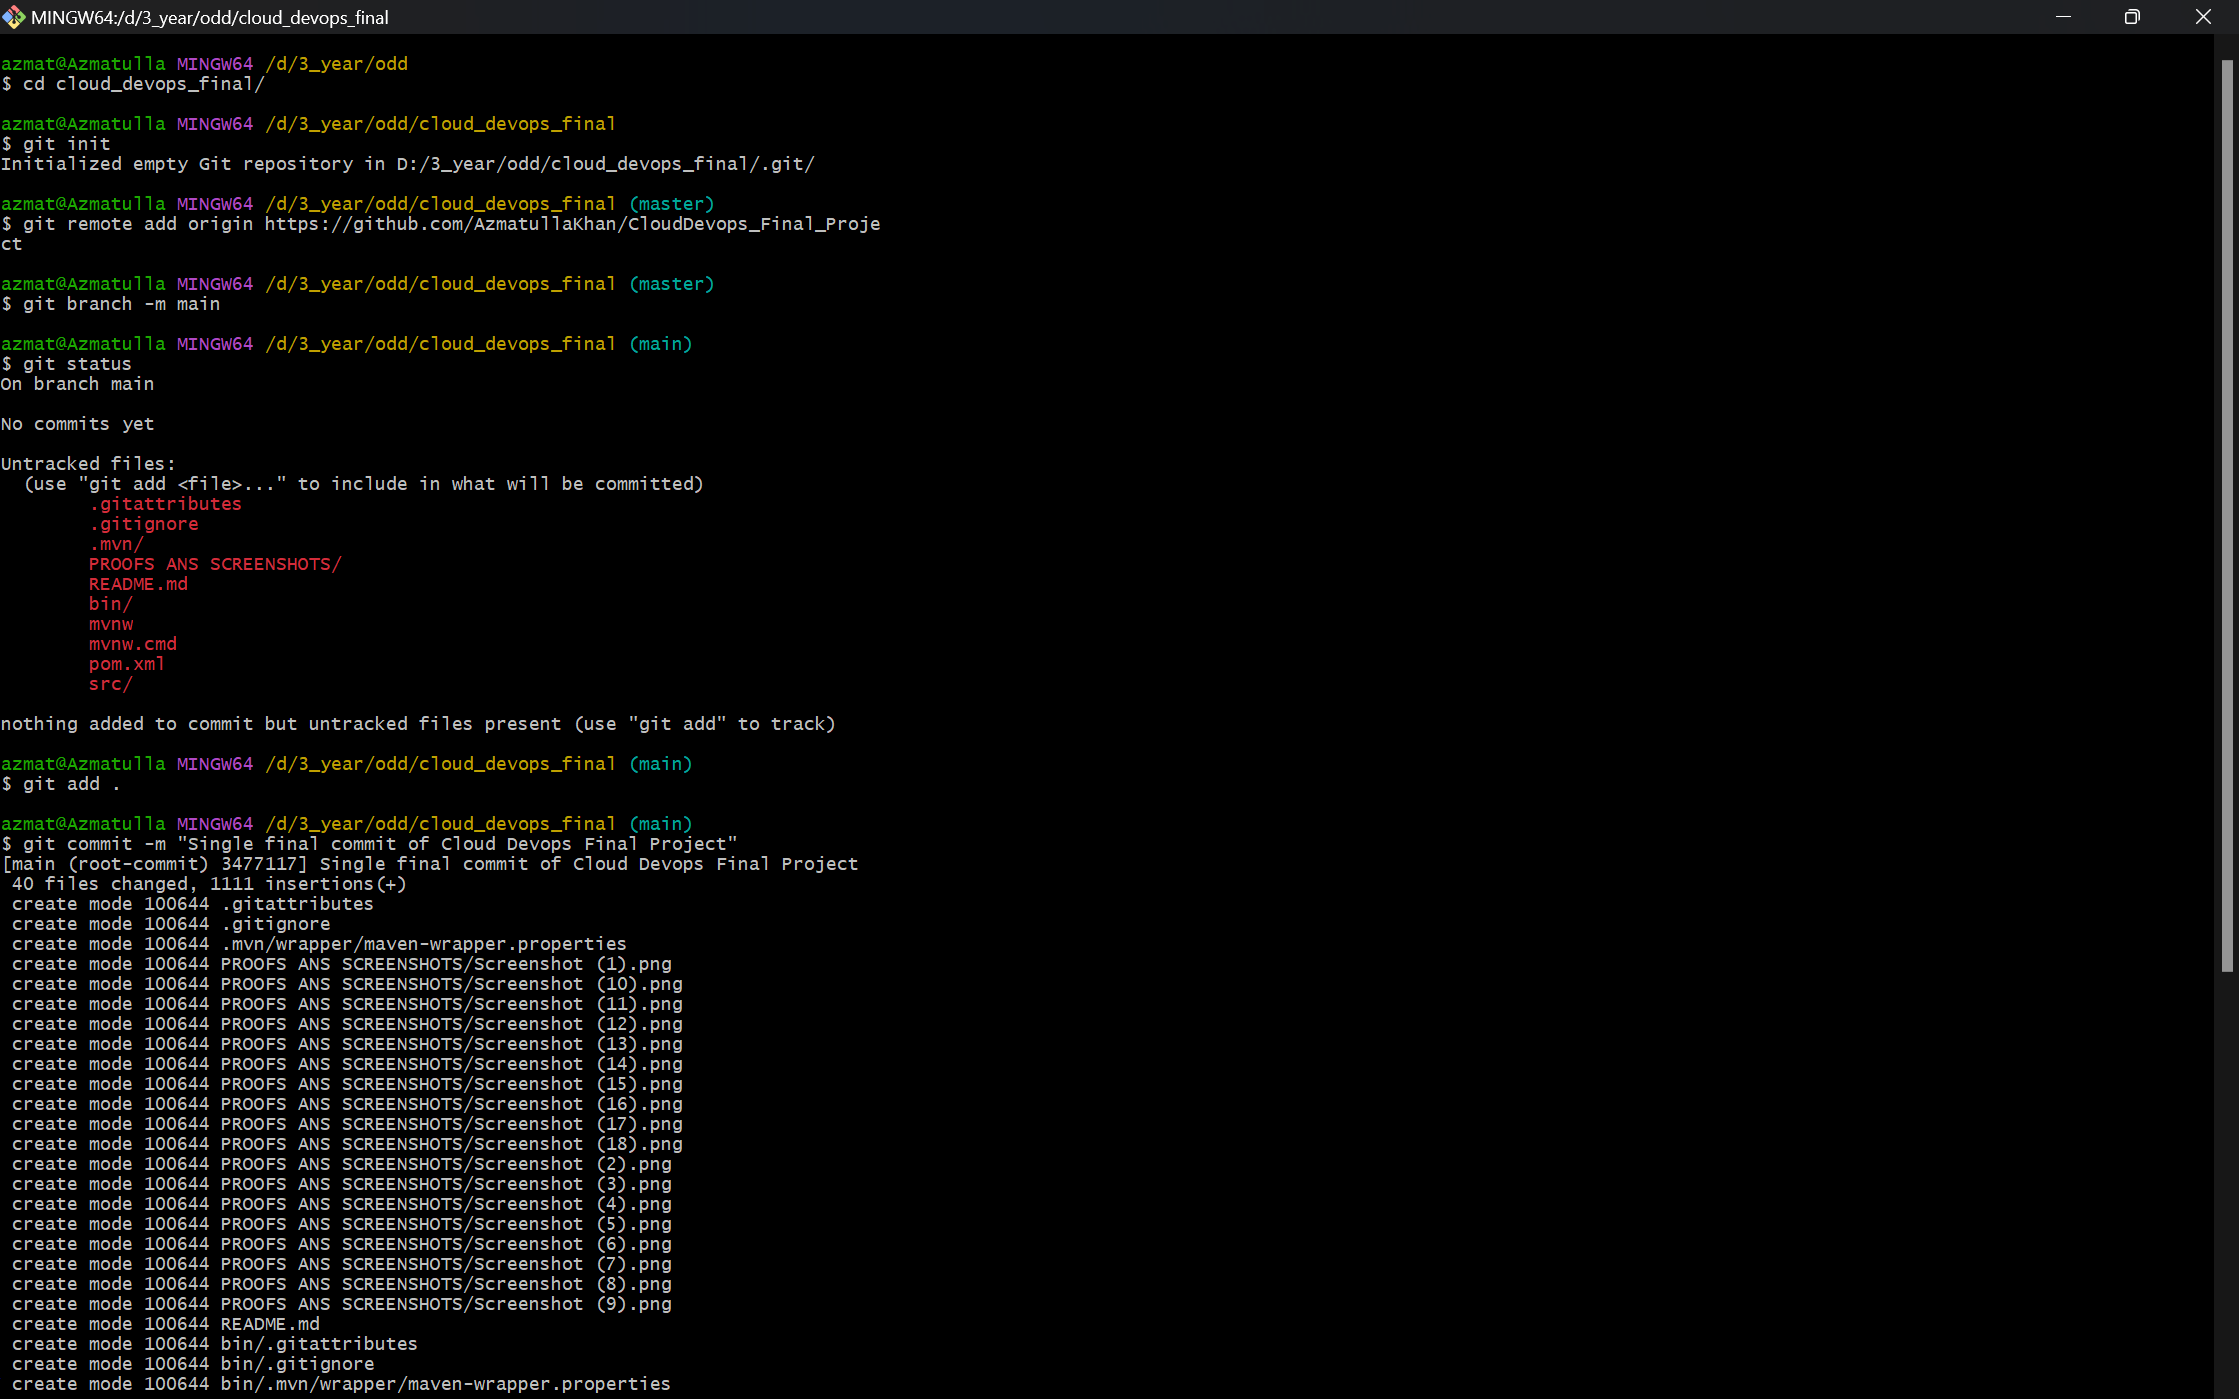 MINGW64:/d/3_year/odd/cloud_devops_final
azmat@Azmatulla MINGW64 /d/3_year/odd
$ cd cloud_devops_final/
azmat@Azmatulla MINGW64 /d/3_year/odd/cloud_devops_final
$ git init
Initialized empty Git repository in D:/3_year/odd/cloud_devops_final/.git/
azmat@Azmatulla MINGW64 /d/3_year/odd/cloud_devops_final (master)
$ git remote add origin https://github.com/AzmatullaKhan/CloudDevops_Final_Proje
ct
azmat@Azmatulla MINGW64 /d/3_year/odd/cloud_devops_final (master)
$ git branch -m main
azmat@Azmatulla MINGW64 /d/3_year/odd/cloud_devops_final (main)
$ git status
On branch main
No commits yet
Untracked files:
  (use "git add <file>..." to include in what will be committed)
        .gitattributes
        .gitignore
        .mvn/
        PROOFS ANS SCREENSHOTS/
        README.md
        bin/
        mvnw
        mvnw.cmd
        pom.xml
        src/
nothing added to commit but untracked files present (use "git add" to track)
azmat@Azmatulla MINGW64 /d/3_year/odd/cloud_devops_final (main)
$ git add .
azmat@Azmatulla MINGW64 /d/3_year/odd/cloud_devops_final (main)
$ git commit -m "Single final commit of Cloud Devops Final Project"
[main (root-commit) 3477117] Single final commit of Cloud Devops Final Project
 40 files changed, 1111 insertions(+)
 create mode 100644 .gitattributes
 create mode 100644 .gitignore
 create mode 100644 .mvn/wrapper/maven-wrapper.properties
 create mode 100644 PROOFS ANS SCREENSHOTS/Screenshot (1).png
 create mode 100644 PROOFS ANS SCREENSHOTS/Screenshot (10).png
 create mode 100644 PROOFS ANS SCREENSHOTS/Screenshot (11).png
 create mode 100644 PROOFS ANS SCREENSHOTS/Screenshot (12).png
 create mode 100644 PROOFS ANS SCREENSHOTS/Screenshot (13).png
 create mode 100644 PROOFS ANS SCREENSHOTS/Screenshot (14).png
 create mode 100644 PROOFS ANS SCREENSHOTS/Screenshot (15).png
 create mode 100644 PROOFS ANS SCREENSHOTS/Screenshot (16).png
 create mode 100644 PROOFS ANS SCREENSHOTS/Screenshot (17).png
 create mode 100644 PROOFS ANS SCREENSHOTS/Screenshot (18).png
 create mode 100644 PROOFS ANS SCREENSHOTS/Screenshot (2).png
 create mode 100644 PROOFS ANS SCREENSHOTS/Screenshot (3).png
 create mode 100644 PROOFS ANS SCREENSHOTS/Screenshot (4).png
 create mode 100644 PROOFS ANS SCREENSHOTS/Screenshot (5).png
 create mode 100644 PROOFS ANS SCREENSHOTS/Screenshot (6).png
 create mode 100644 PROOFS ANS SCREENSHOTS/Screenshot (7).png
 create mode 100644 PROOFS ANS SCREENSHOTS/Screenshot (8).png
 create mode 100644 PROOFS ANS SCREENSHOTS/Screenshot (9).png
 create mode 100644 README.md
 create mode 100644 bin/.gitattributes
 create mode 100644 bin/.gitignore
 create mode 100644 bin/.mvn/wrapper/maven-wrapper.properties